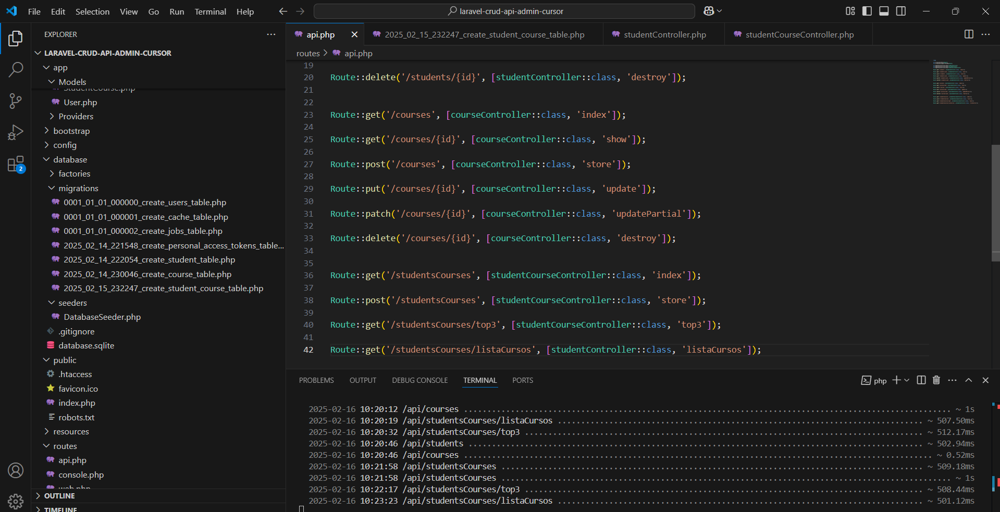 File Edit Selection View Go Run Terminal Help
laravel-crud-api-admin-cursor
EXPLORER
LARAVEL-CRUD-API-ADMIN-CURSOR
app
Models
StudentCourse.php
User.php
Providers
bootstrap
config
database
factories
migrations
0001_01_01_000000_create_users_table.php
0001_01_01_000001_create_cache_table.php
0001_01_01_000002_create_jobs_table.php
2025_02_14_221548_create_personal_access_tokens_table...
2025_02_14_222054_create_student_table.php
2025_02_14_230046_create_course_table.php
2025_02_15_232247_create_student_course_table.php
seeders
DatabaseSeeder.php
.gitignore
database.sqlite
public
.htaccess
favicon.ico
index.php
robots.txt
resources
routes
api.php
console.php
web.php
OUTLINE
TIMELINE
2
api.php 2025_02_15_232247_create_student_course_table.php studentController.php studentCourseController.php
routes > api.php
19
20 Route::delete('/students/{id}', [studentController::class, 'destroy']);
21
22
23 Route::get('/courses', [courseController::class, 'index']);
24
25 Route::get('/courses/{id}', [courseController::class, 'show']);
26
27 Route::post('/courses', [courseController::class, 'store']);
28
29 Route::put('/courses/{id}', [courseController::class, 'update']);
30
31 Route::patch('/courses/{id}', [courseController::class, 'updatePartial']);
32
33 Route::delete('/courses/{id}', [courseController::class, 'destroy']);
34
35
36 Route::get('/studentsCourses', [studentCourseController::class, 'index']);
37
38 Route::post('/studentsCourses', [studentCourseController::class, 'store']);
39
40 Route::get('/studentsCourses/top3', [studentCourseController::class, 'top3']);
41
42 Route::get('/studentsCourses/listaCursos', [studentController::class, 'listaCursos']);
PROBLEMS OUTPUT DEBUG CONSOLE TERMINAL PORTS
php
2025-02-16 10:20:12 /api/courses ........ ~ 1s
2025-02-16 10:20:19 /api/studentsCourses/listaCursos ........ ~ 507.50ms
2025-02-16 10:20:32 /api/studentsCourses/top3 ........ ~ 512.17ms
2025-02-16 10:20:46 /api/students ........ ~ 502.94ms
2025-02-16 10:20:46 /api/courses ........ ~ 0.52ms
2025-02-16 10:21:58 /api/studentsCourses ........ ~ 509.18ms
2025-02-16 10:21:58 /api/studentsCourses ........ ~ 1s
2025-02-16 10:22:17 /api/studentsCourses/top3 ........ ~ 508.44ms
2025-02-16 10:23:23 /api/studentsCourses/listaCursos ........ ~ 501.12ms